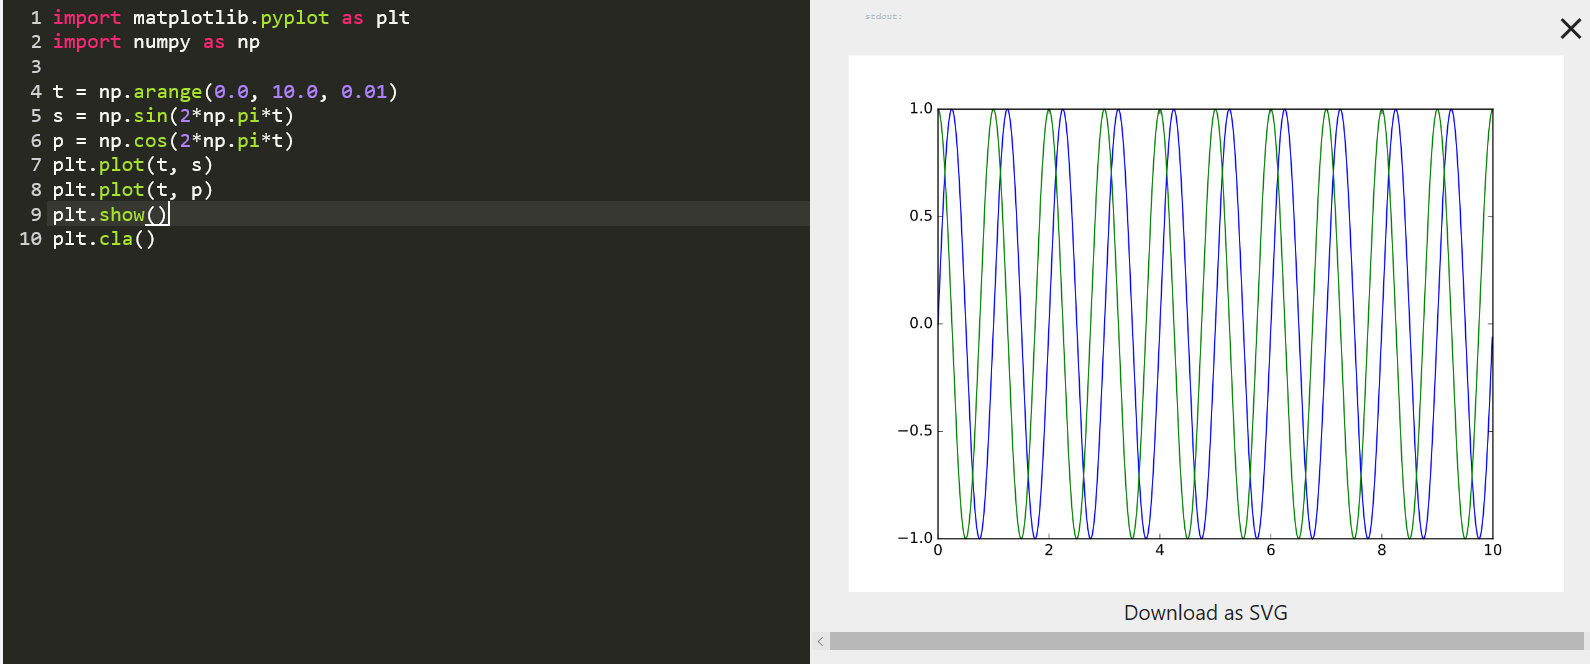 1 import matplotlib.pyplot as plt
2 import numpy as np
3
4 t = np.arange(0.0, 10.0, 0.01)
5 s = np.sin(2*np.pi*t)
6 p = np.cos(2*np.pi*t)
7 plt.plot(t, s)
8 plt.plot(t, p)
9 plt.show()
10 plt.cla()
stdout:
1.0
0.5
0.0
−0.5
−1.0
0 2 4 6 8 10
Download as SVG